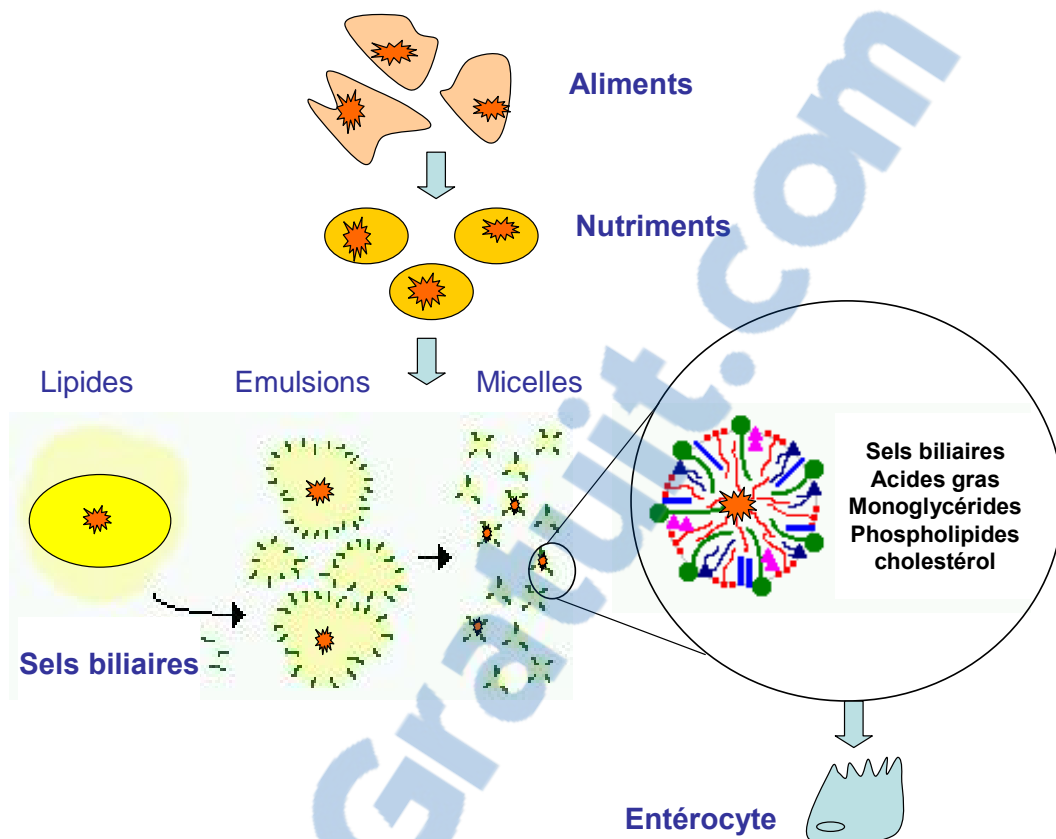 Aliments
Nutriments
Lipides
Emulsions
Micelles
Sels biliaires
Acides gras
Monoglycérides
Phospholipides
cholestérol
Sels biliaires
Entérocyte
Gratuit.com